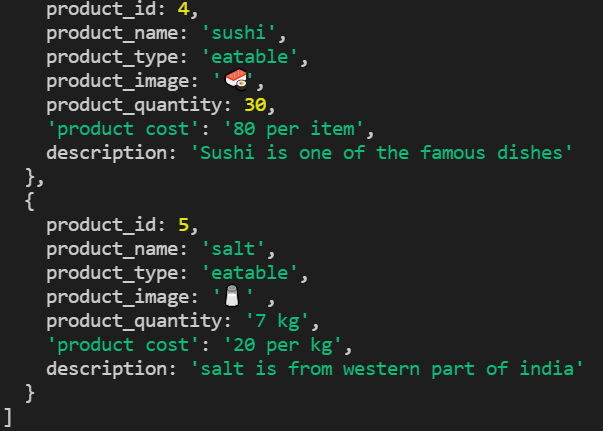 product_id: 4,
product_name: 'sushi',
product_type: 'eatable',
product_image: '🍣',
product_quantity: 30,
'product cost': '80 per item',
description: 'Sushi is one of the famous dishes'
},
{
product_id: 5,
product_name: 'salt',
product_type: 'eatable',
product_image: '🧂' ,
product_quantity: '7 kg',
'product cost': '20 per kg',
description: 'salt is from western part of india'
}
]